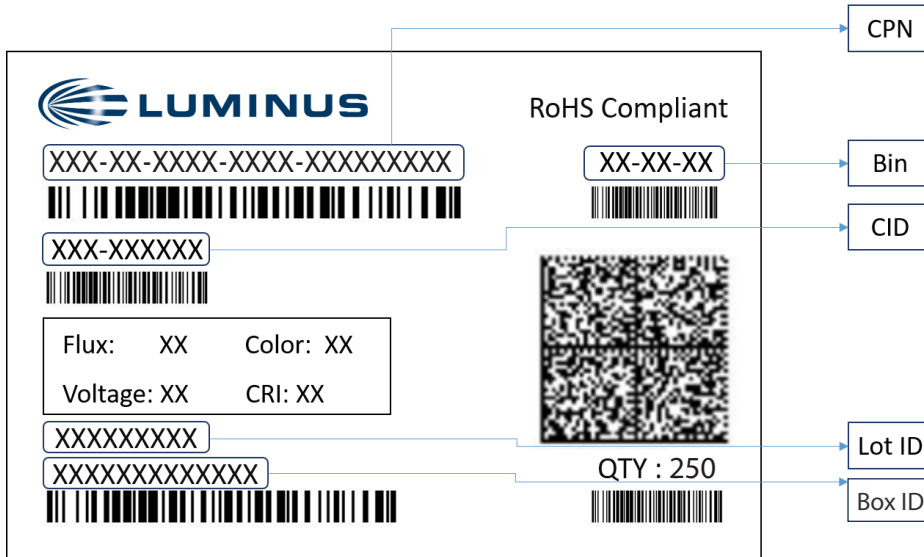 CPN
LUMINUS
RoHS Compliant
XXX-XX-XXXX-XXXX-XXXXXXXXX
XX-XX-XX
Bin
CID
XXX-XXXXXX
Flux: XX Color: XX
Voltage: XX CRI: XX
XXXXXXXXX
Lot ID
XXXXXXXXXXXXX
QTY : 250
Box ID